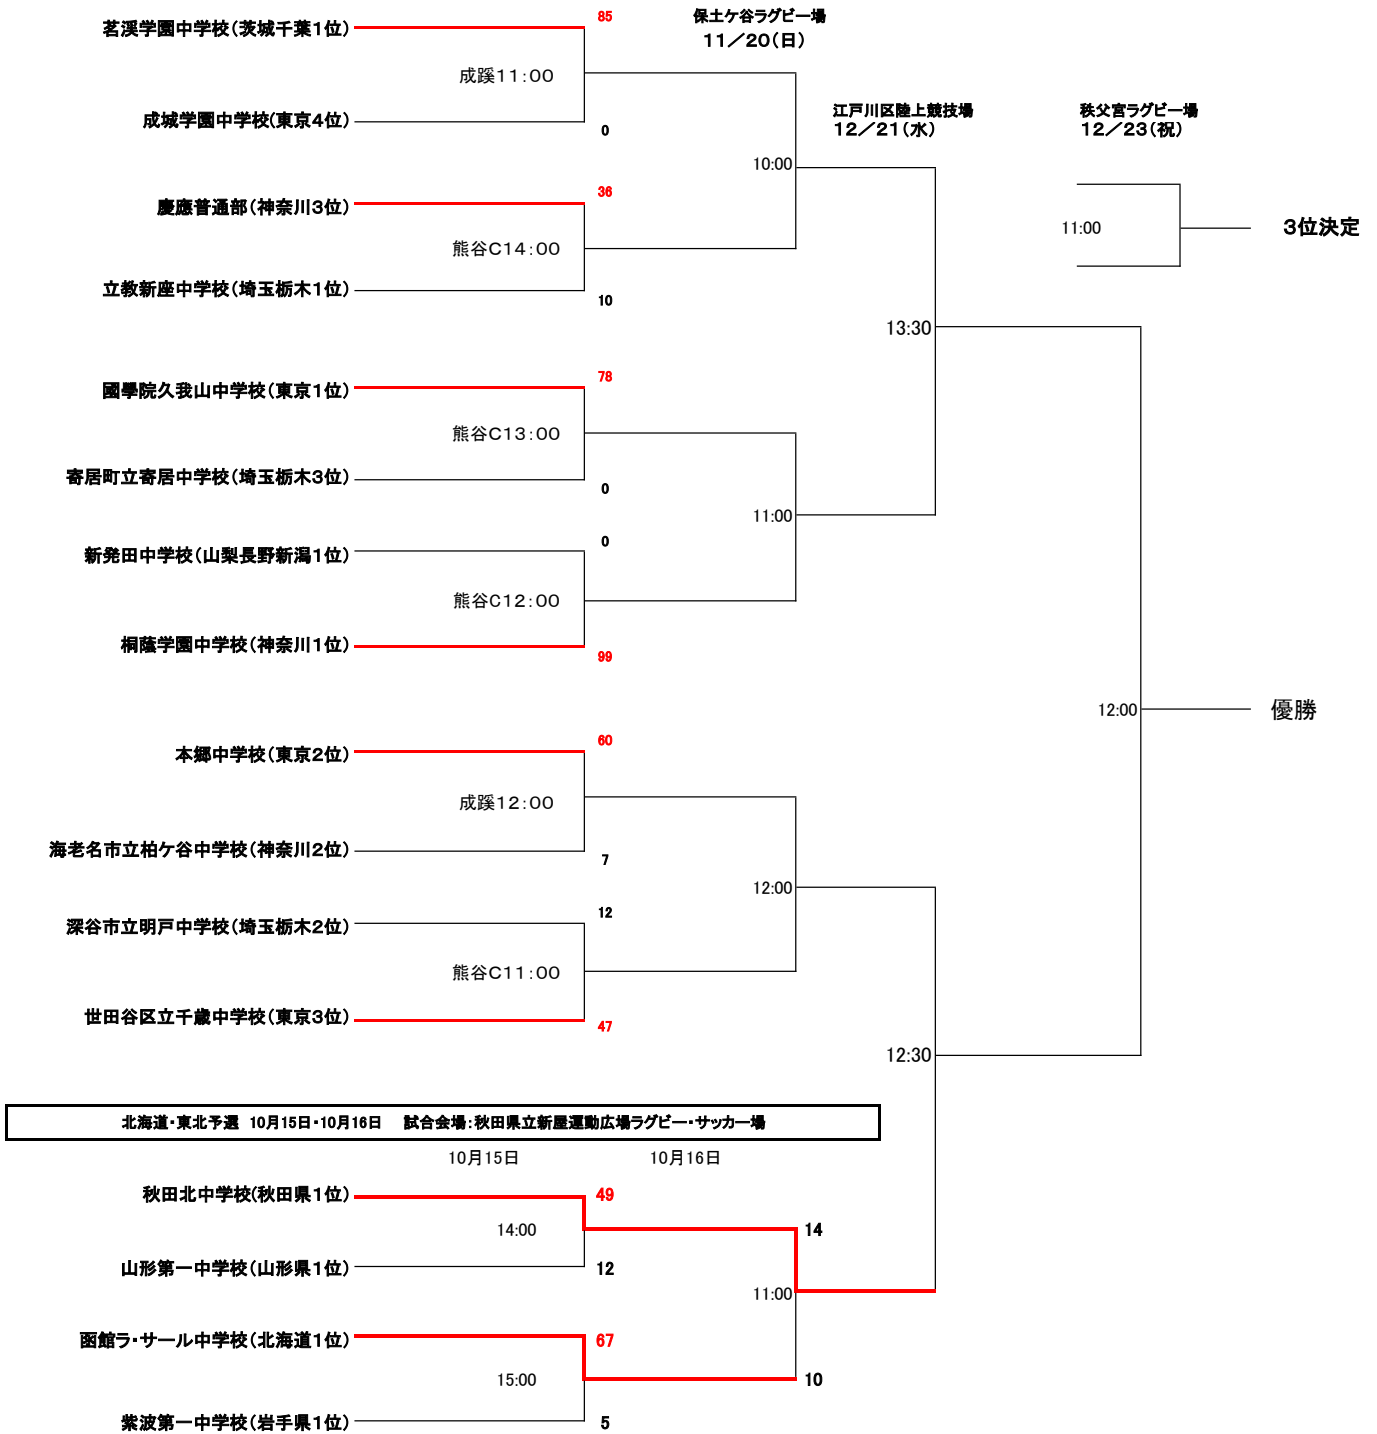 保土ケ谷ラグビー場
11／20(日)
江戸川区陸上競技場
12／21(水)
秩父宮ラグビー場
12／23(祝)
茗溪学園中学校(茨城千葉1位)
85
成蹊11：00
成城学園中学校(東京4位)
0
10:00
慶應普通部(神奈川3位)
36
熊谷C14：00
立教新座中学校(埼玉栃木1位)
10
11:00
3位決定
13:30
國學院久我山中学校(東京1位)
78
熊谷C13：00
寄居町立寄居中学校(埼玉栃木3位)
0
11:00
新発田中学校(山梨長野新潟1位)
0
熊谷C12：00
桐蔭学園中学校(神奈川1位)
99
12:00
優勝
本郷中学校(東京2位)
60
成蹊12：00
海老名市立柏ケ谷中学校(神奈川2位)
7
12:00
深谷市立明戸中学校(埼玉栃木2位)
12
熊谷C11：00
世田谷区立千歳中学校(東京3位)
47
12:30
北海道・東北予選 10月15日・10月16日 試合会場：秋田県立新屋運動広場ラグビー・サッカー場
10月15日 10月16日
秋田北中学校(秋田県1位)
49
14:00
14
山形第一中学校(山形県1位)
12
11:00
函館ラ・サール中学校(北海道1位)
67
15:00
10
紫波第一中学校(岩手県1位)
5